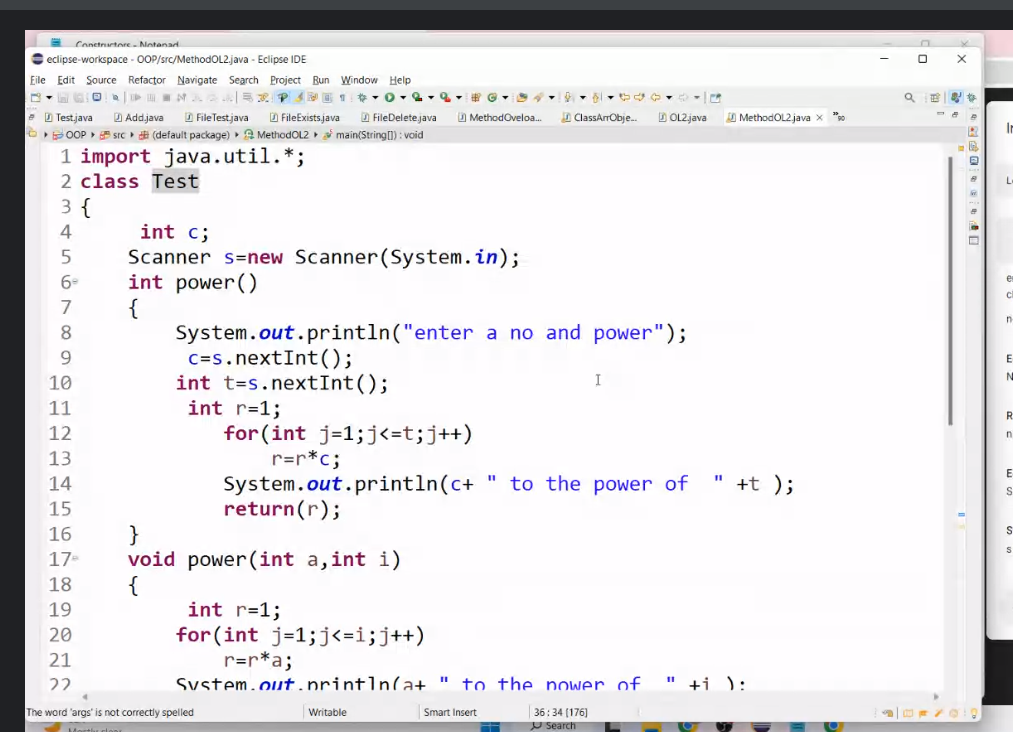 Constructors - Notepad
eclipse-workspace - OOP/src/MethodOL2.java - Eclipse IDE
File Edit Source Refactor Navigate Search Project Run Window Help
Test.java Add.java FileTest.java FileExists.java FileDelete.java MethodOverloa... ClassArrObje... OL2.java MethodOL2.java
OOP src (default package) MethodOL2 main(String[]) : void
1 import java.util.*;
2 class Test
3 {
4 int c;
5 Scanner s=new Scanner(System.in);
6 int power()
7 {
8 System.out.println("enter a no and power");
9 c=s.nextInt();
10 int t=s.nextInt();
11 int r=1;
12 for(int j=1;j<=t;j++)
13 r=r*c;
14 System.out.println(c+ " to the power of  " +t );
15 return(r);
16 }
17 void power(int a,int i)
18 {
19 int r=1;
20 for(int j=1;j<=i;j++)
21 r=r*a;
22 System.out.println(a+ " to the power of  " +i );
The word 'args' is not correctly spelled Writable Smart Insert 36 : 34 [176]
Search